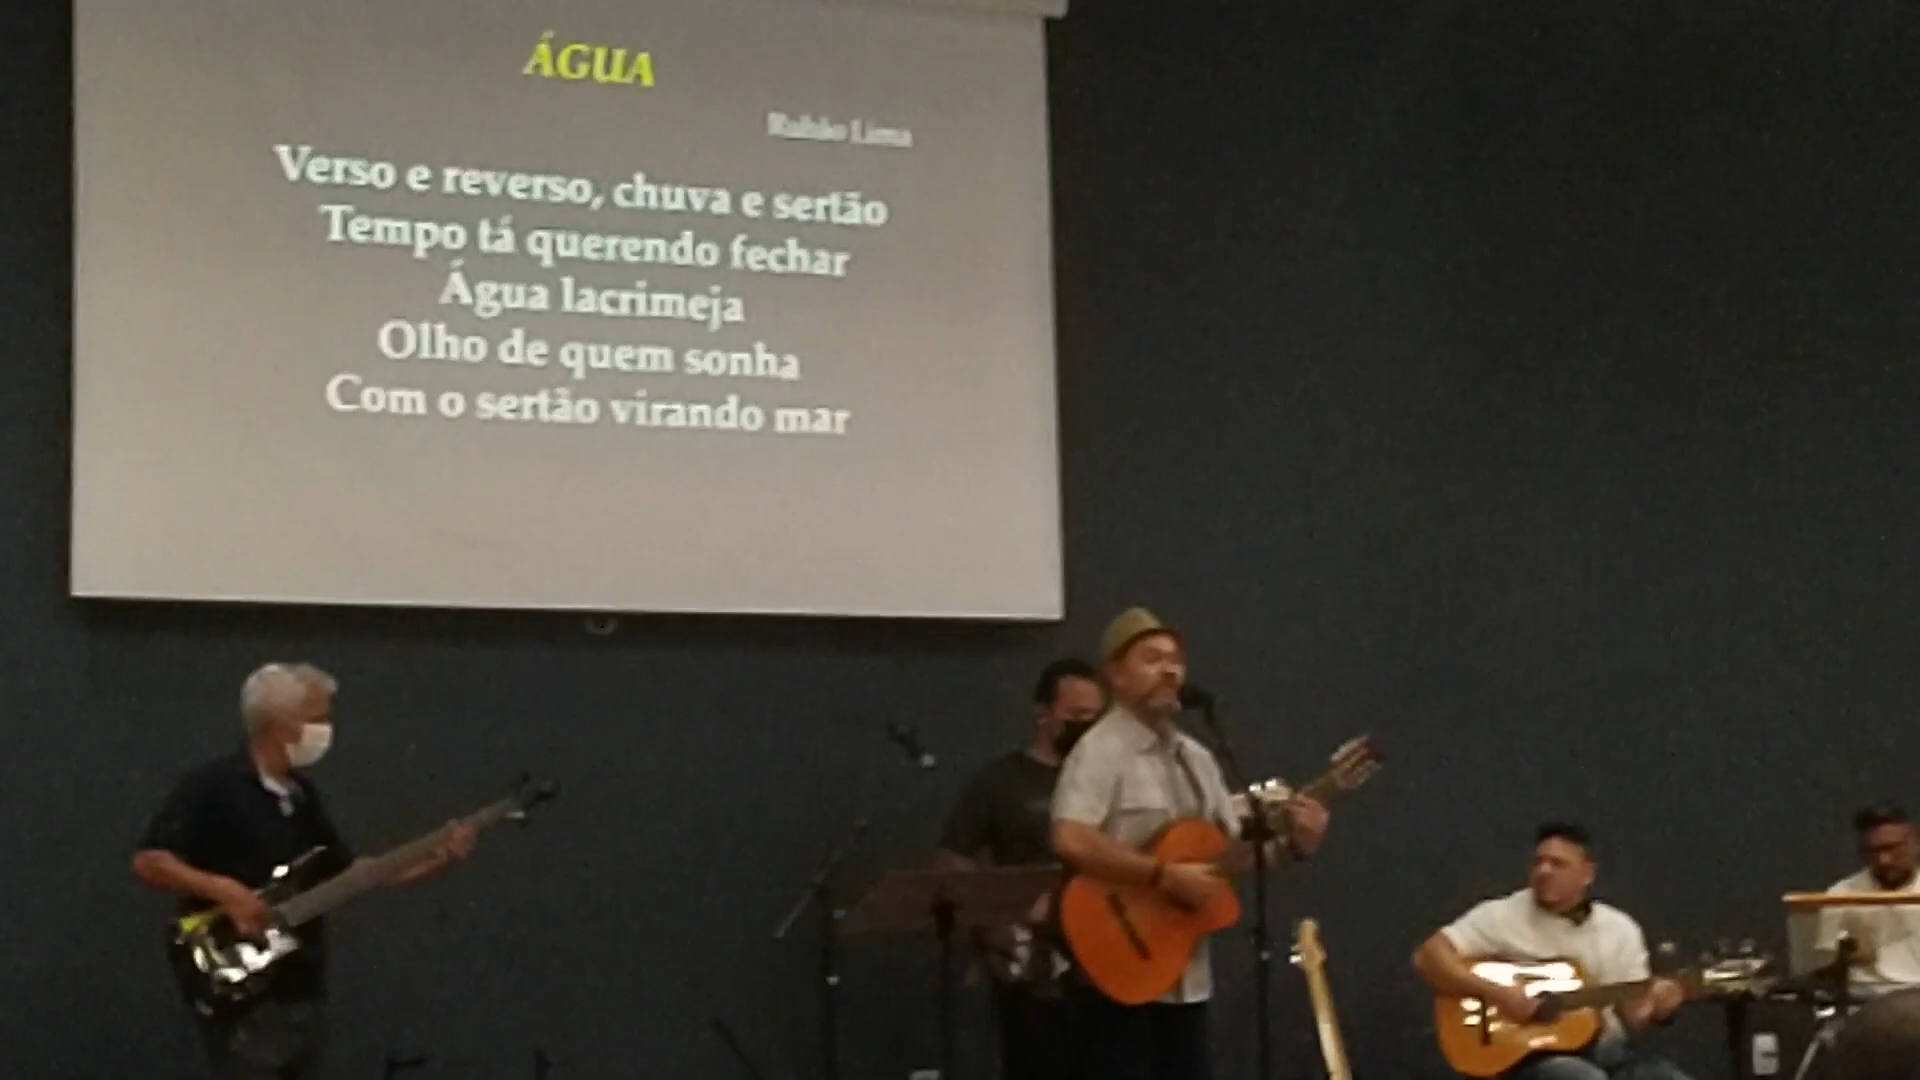 ÁGUA
Lima
Verso e reverso, chuva e sertão
Tempo tá querendo fechar
Água lacrimeja
Olho de quem sonha
Com o sertão virando mar